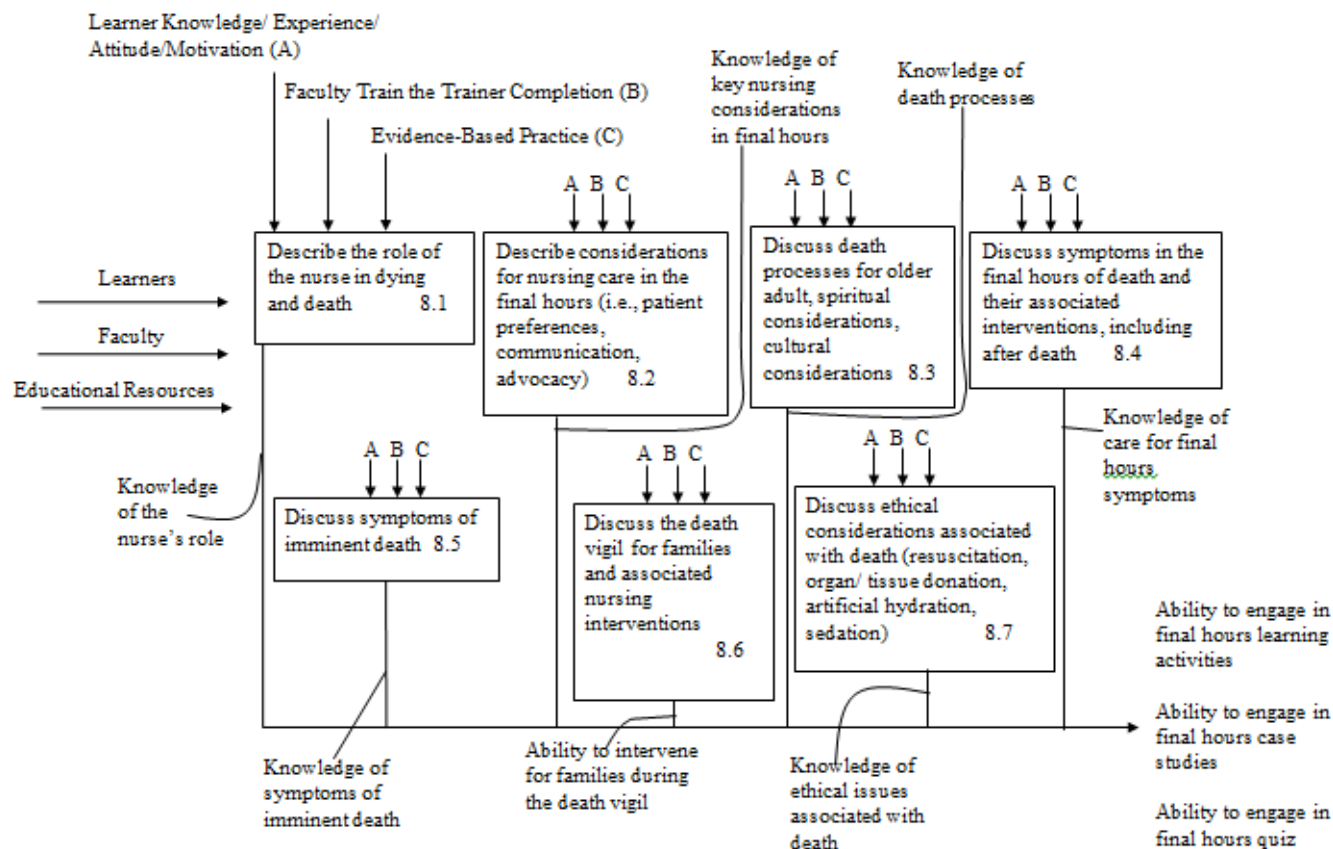 Learner Knowledge/ Experience/
Attitude/Motivation (A)
Faculty Train the Trainer Completion (B)
Evidence-Based Practice (C)
Knowledge of
key nursing
considerations
in final hours
Knowledge of
death processes
A B C
A B C
A B C
Describe the role of
the nurse in dying
and death 8.1
Describe considerations
for nursing care in the
final hours (i.e., patient
preferences,
communication,
advocacy) 8.2
Discuss death
processes for older
adult, spiritual
considerations,
cultural
considerations 8.3
Discuss symptoms in the
final hours of death and
their associated
interventions, including
after death 8.4
Learners
Faculty
Educational Resources
Knowledge of
care for final
hours
symptoms
Knowledge
of the
nurse's role
A B C
A B C
A B C
Discuss symptoms of
imminent death 8.5
Discuss the death
vigil for families
and associated
nursing
interventions
8.6
Discuss ethical
considerations associated
with death (resuscitation,
organ/ tissue donation,
artificial hydration,
sedation) 8.7
Knowledge of
symptoms of
imminent death
Ability to intervene
for families during
the death vigil
Knowledge of
ethical issues
associated with
death
Ability to engage in
final hours learning
activities
Ability to engage in
final hours case
studies
Ability to engage in
final hours quiz